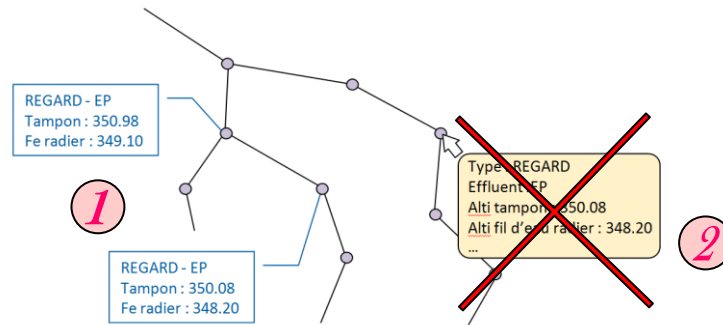 REGARD - EP
Tampon : 350.98
Fe radier : 349.10
1
REGARD - EP
Tampon : 350.08
Fe radier : 348.20
Type : REGARD
Effluent : EP
Alti tampon : 350.08
Alti fil d'eau radier : 348.20
...
2